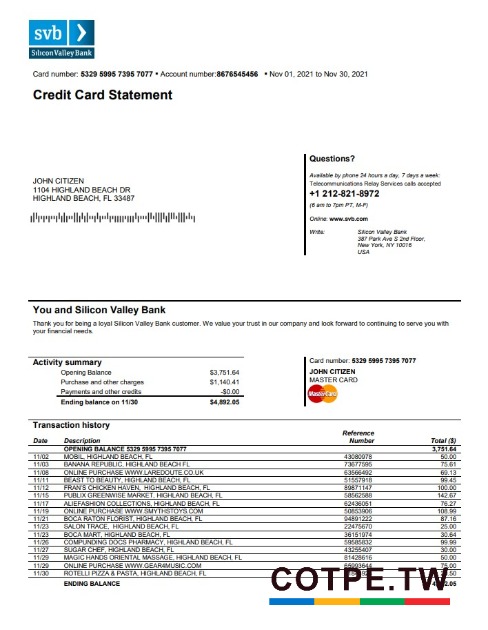 svb
Silicon Valley Bank
Card number: 5329 5995 7395 7077 • Account number:8676545456 • Nov 01, 2021 to Nov 30, 2021
Credit Card Statement
Questions?
Available by phone 24 hours a day, 7 days a week:
Telecommunications Relay Services calls accepted
+1 212-821-8972
(6 am to 7pm PT, M-F)
Online: www.svb.com
Write: Silicon Valley Bank
387 Park Ave S 2nd Floor,
New York, NY 10016
USA
JOHN CITIZEN
1104 HIGHLAND BEACH DR
HIGHLAND BEACH, FL 33487
You and Silicon Valley Bank
Thank you for being a loyal Silicon Valley Bank customer. We value your trust in our company and look forward to continuing to serve you with
your financial needs.
Activity summary
Opening Balance $3,751.64
Purchase and other charges $1,140.41
Payments and other credits -$0.00
Ending balance on 11/30 $4,892.05
Card number: 5329 5995 7395 7077
JOHN CITIZEN
MASTER CARD
MasterCard
Transaction history
Date Description Reference Number Total ($)
OPENING BALANCE 5329 5995 7395 7077 3,751.64
11/02 MOBIL, HIGHLAND BEACH, FL 43080078 50.00
11/03 BANANA REPUBLIC, HIGHLAND BEACH FL 73677595 75.61
11/08 ONLINE PURCHASE WWW.LAREDOUTE.CO.UK 63566492 69.13
11/11 BEAST TO BEAUTY, HIGHLAND BEACH, FL 51557918 99.45
11/12 FRAN'S CHICKEN HAVEN, HIGHLAND BEACH, FL 89871147 100.00
11/15 PUBLIX GREENWISE MARKET, HIGHLAND BEACH, FL 58562588 142.67
11/17 ALIEFASHION COLLECTIONS, HIGHLAND BEACH, FL 62436051 76.27
11/19 ONLINE PURCHASE WWW.SMYTHSTOYS.COM 50853906 108.99
11/21 BOCA RATON FLORIST, HIGHLAND BEACH, FL 94891222 87.16
11/23 SALON TRACE, HIGHLAND BEACH, FL 22475670 25.00
11/23 BOCA MART, HIGHLAND BEACH, FL 36151974 30.64
11/26 COMPUNDING DOCS PHARMACY, HIGHLAND BEACH, FL 59585832 99.99
11/27 SUGAR CHEF, HIGHLAND BEACH, FL 43255407 30.00
11/29 MAGIC HANDS ORIENTAL MASSAGE, HIGHLAND BEACH, FL 61428616 50.00
11/29 ONLINE PURCHASE WWW.GEAR4MUSIC.COM 75.00
11/30 ROTELLI PIZZA & PASTA, HIGHLAND BEACH, FL
ENDING BALANCE
COTPE.TW